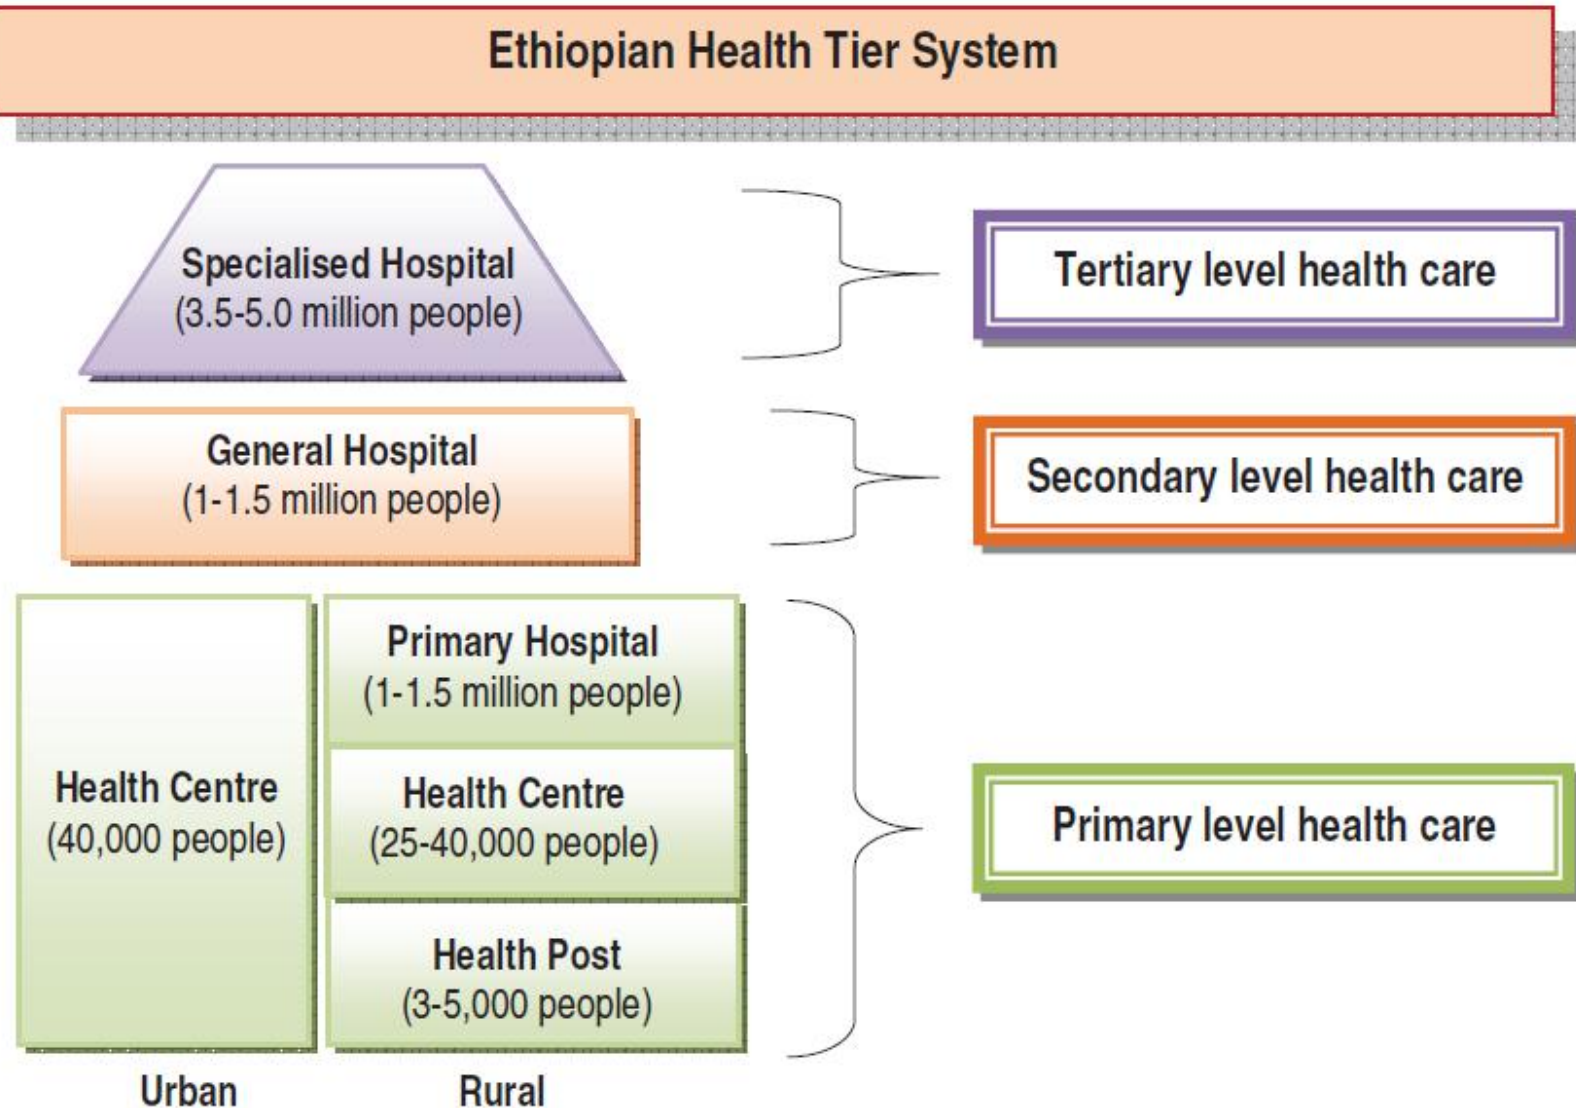 Ethiopian Health Tier System
Specialised Hospital
(3.5-5.0 million people)
Tertiary level health care
General Hospital
(1-1.5 million people)
Secondary level health care
Health Centre
(40,000 people)
Primary Hospital
(1-1.5 million people)
Health Centre
(25-40,000 people)
Health Post
(3-5,000 people)
Primary level health care
Urban
Rural